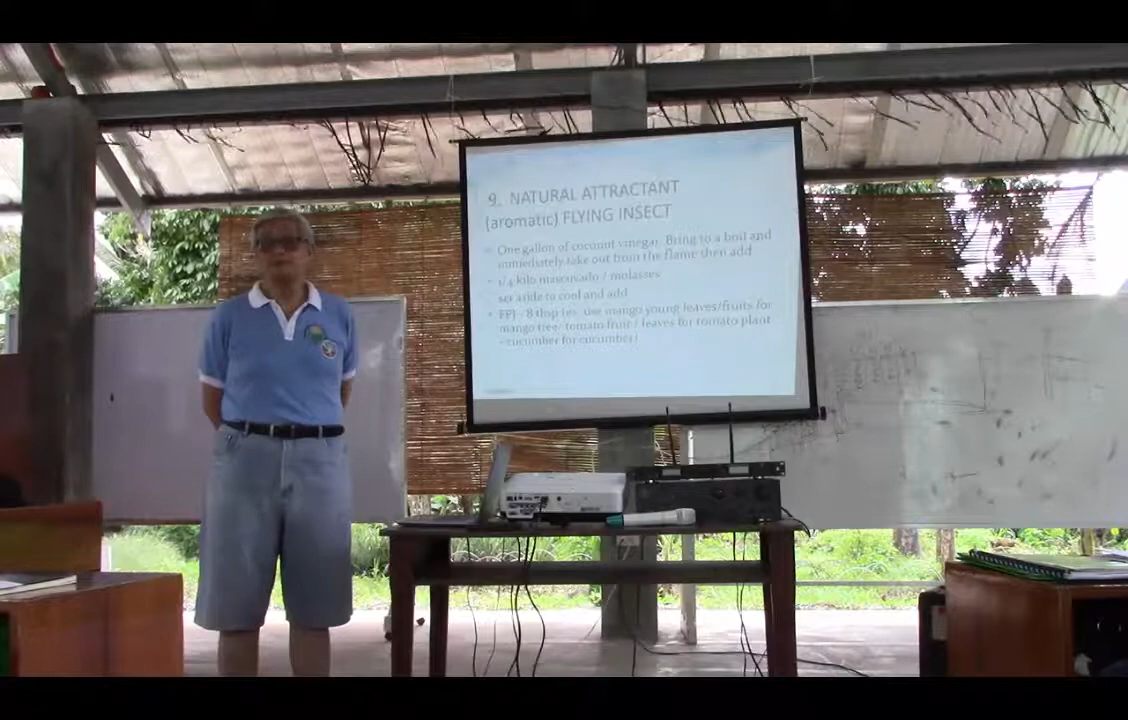 9. NATURAL ATTRACTANT
(aromatic) FLYING INSECT
One gallon of coconut vinegar. Bring to a boil and
immediately take out from the flame then add
1/4 kilo mascuvado / molasses
set aside to cool and add
FPJ - 8 tbsp (ex. use mango young leaves/fruits for
mango tree/ tomato fruit / leaves for tomato plant
- cucumber for cucumber)